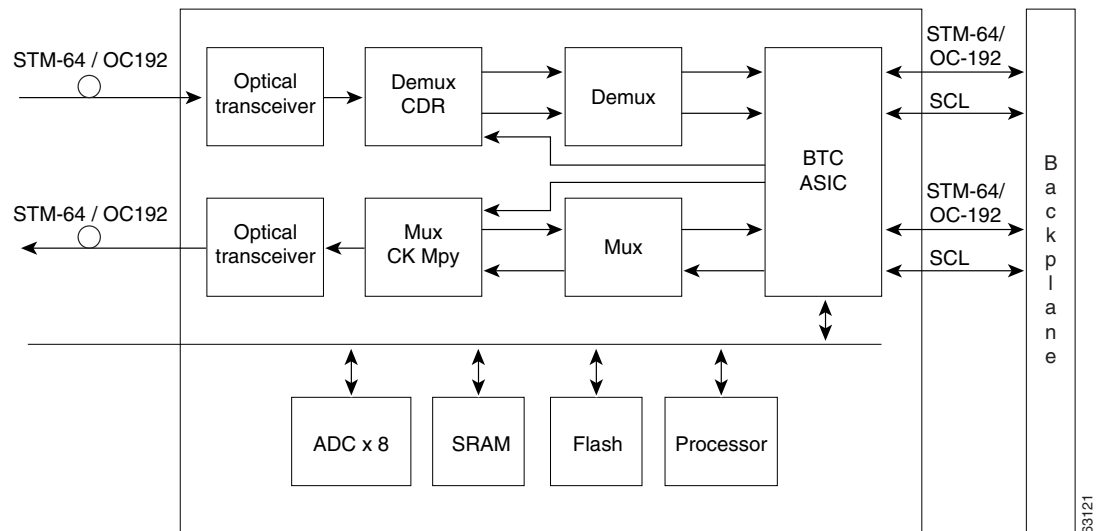 STM-64 / OC192
Optical
transceiver
Demux
CDR
Demux
BTC
ASIC
STM-64/
OC-192
SCL
STM-64 / OC192
Optical
transceiver
Mux
CK Mpy
Mux
STM-64/
OC-192
SCL
Backplane
ADC x 8
SRAM
Flash
Processor
63121